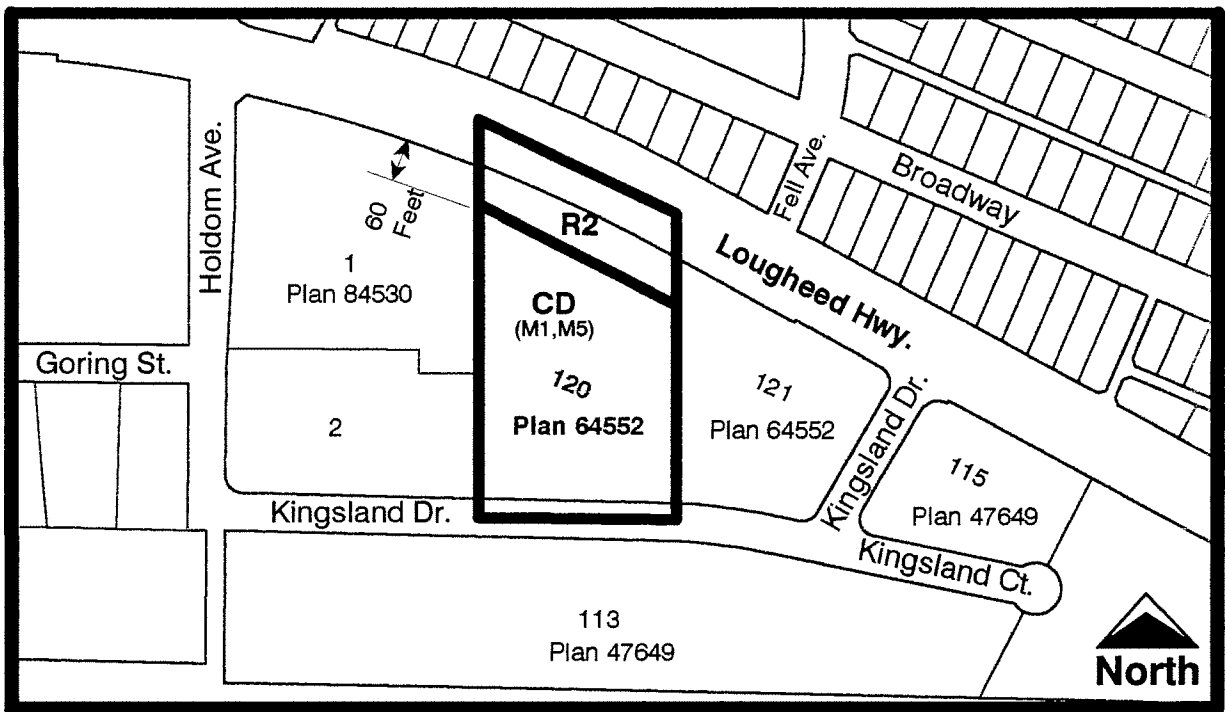 Holdom Ave.
Fell Ave.
Broadway
60
Feet
R2
Lougheed Hwy.
1
Plan 84530
CD
(M1,M5)
Goring St.
120
Plan 64552
121
Plan 64552
2
Kingsland Dr.
Kingsland Dr.
115
Plan 47649
Kingsland Ct.
113
Plan 47649
North